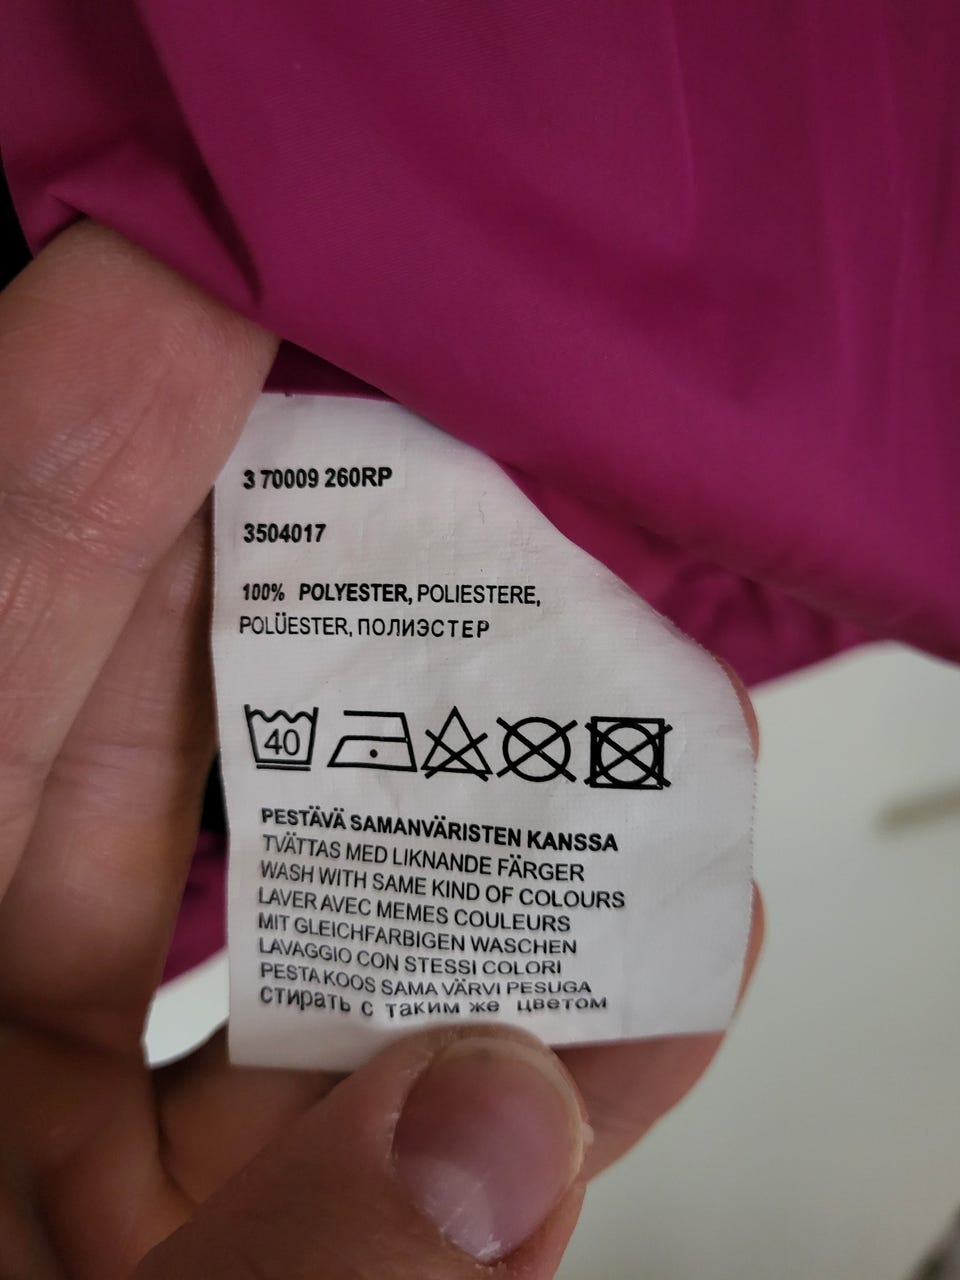 3 70009 260RP
3504017
100% POLYESTER, POLIESTERE,
POLÜESTER, ПОЛИЭСТЕР
40
PESTÄVÄ SAMANVÄRISTEN KANSSA
TVÄTTAS MED LIKNANDE FÄRGER
WASH WITH SAME KIND OF COLOURS
LAVER AVEC MEMES COULEURS
MIT GLEICHFARBIGEN WASCHEN
LAVAGGIO CON STESSI COLORI
PESTA KOOS SAMA VÄRVI PESUGA
стирать с таким же цветом